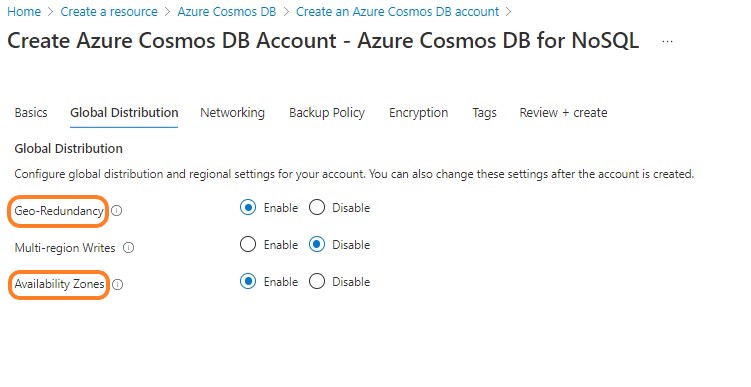 Home > Create a resource > Azure Cosmos DB > Create an Azure Cosmos DB account >
Create Azure Cosmos DB Account - Azure Cosmos DB for NoSQL ...
Basics Global Distribution Networking Backup Policy Encryption Tags Review + create
Global Distribution
Configure global distribution and regional settings for your account. You can also change these settings after the account is created.
Geo-Redundancy Enable Disable
Multi-region Writes Enable Disable
Availability Zones Enable Disable